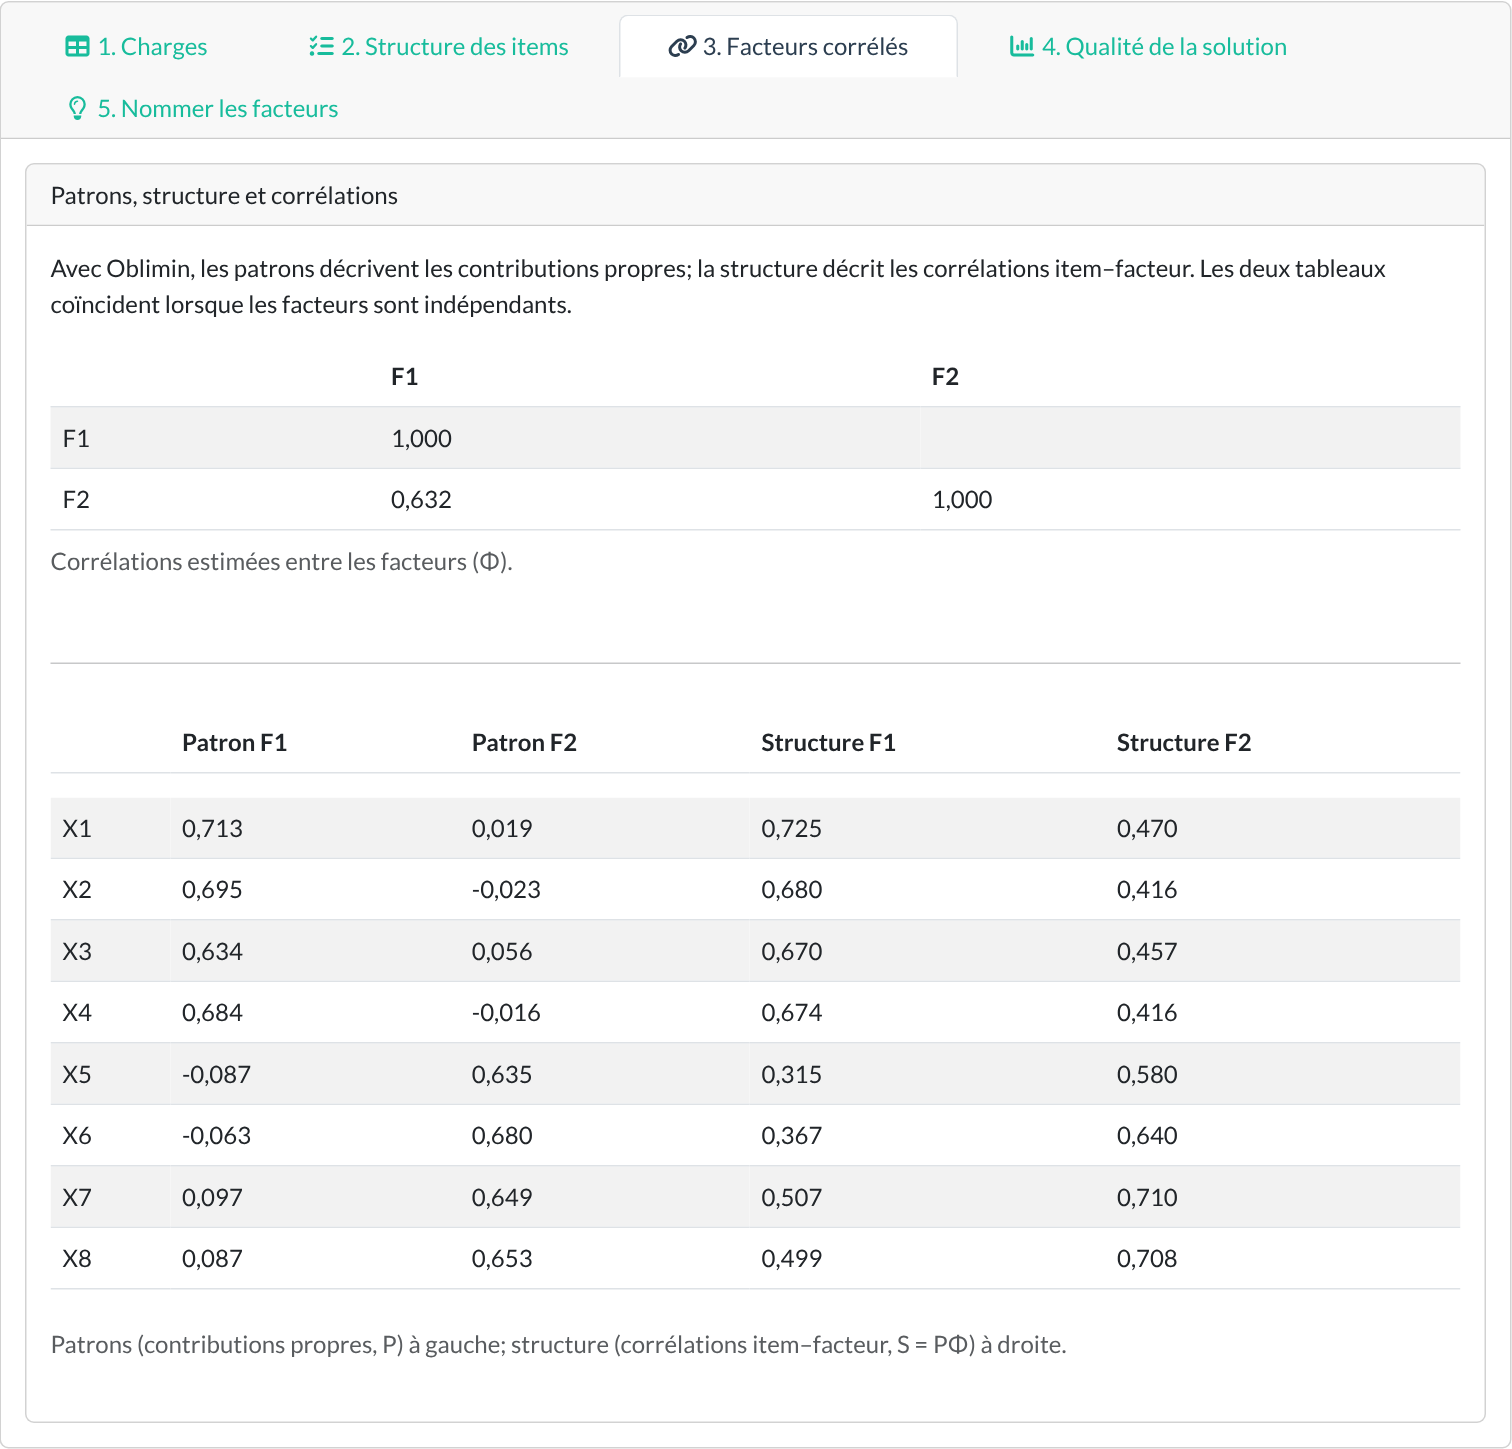 1. Charges
2. Structure des items
3. Facteurs corrélés
4. Qualité de la solution
5. Nommer les facteurs
Patrons, structure et corrélations
Avec Oblimin, les patrons décrivent les contributions propres; la structure décrit les corrélations item–facteur. Les deux tableaux
coïncident lorsque les facteurs sont indépendants.
F1 F2
F1 1,000
F2 0,632 1,000
Corrélations estimées entre les facteurs (Φ).
Patron F1 Patron F2 Structure F1 Structure F2
X1 0,713 0,019 0,725 0,470
X2 0,695 -0,023 0,680 0,416
X3 0,634 0,056 0,670 0,457
X4 0,684 -0,016 0,674 0,416
X5 -0,087 0,635 0,315 0,580
X6 -0,063 0,680 0,367 0,640
X7 0,097 0,649 0,507 0,710
X8 0,087 0,653 0,499 0,708
Patrons (contributions propres, P) à gauche; structure (corrélations item–facteur, S = PΦ) à droite.